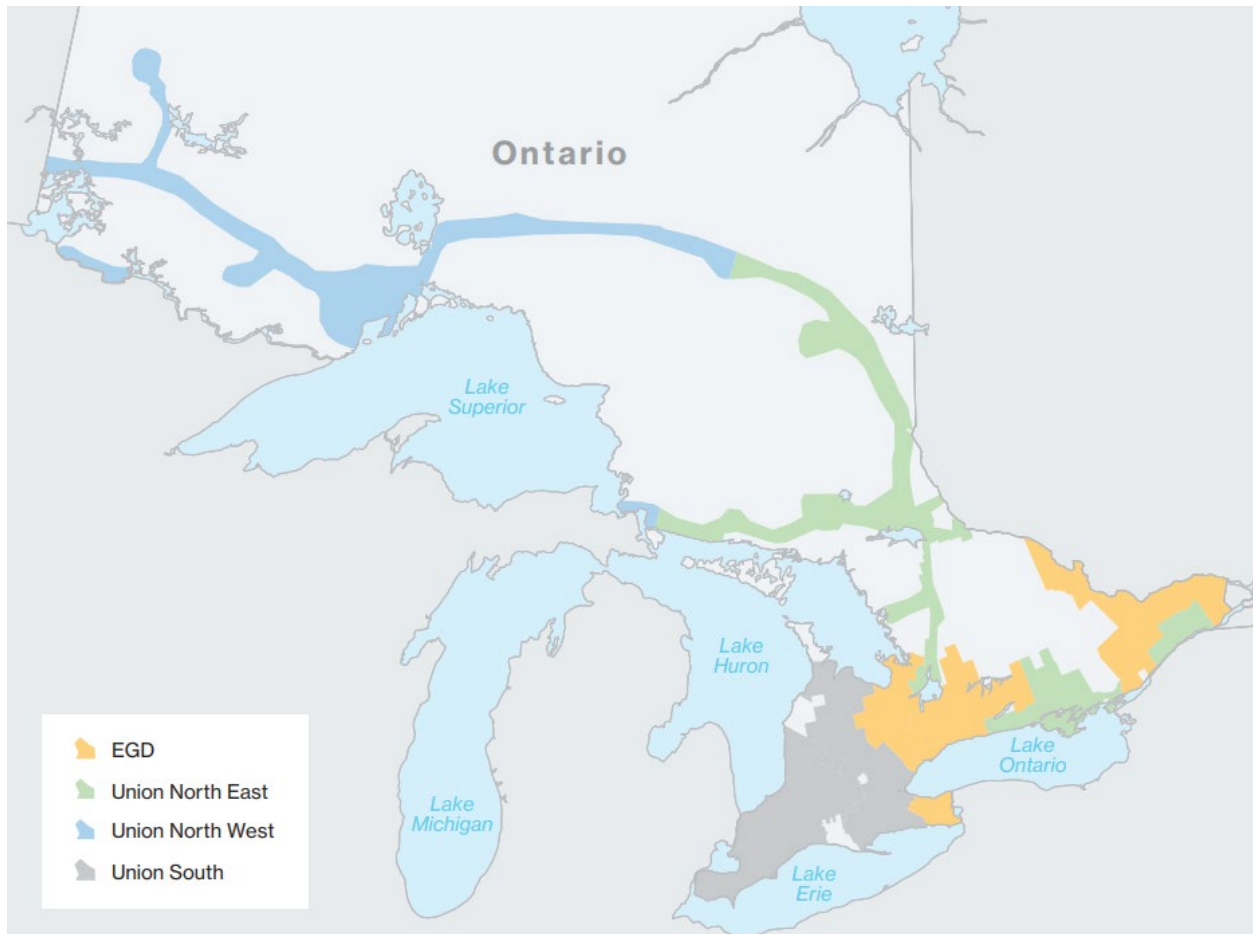 Ontario
Lake
Superior
Lake
Huron
Lake
Ontario
Lake
Michigan
Lake
Erie
EGD
Union North East
Union North West
Union South